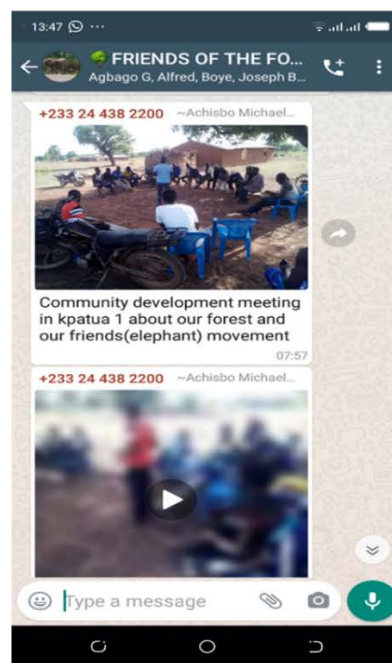 13:47
FRIENDS OF THE FO...
Agbago G, Alfred, Boye, Joseph B...
+233 24 438 2200 ~Achisbo Michael...
Community development meeting
in kpatua 1 about our forest and
our friends(elephant) movement
07:57
+233 24 438 2200 ~Achisbo Michael...
Type a message